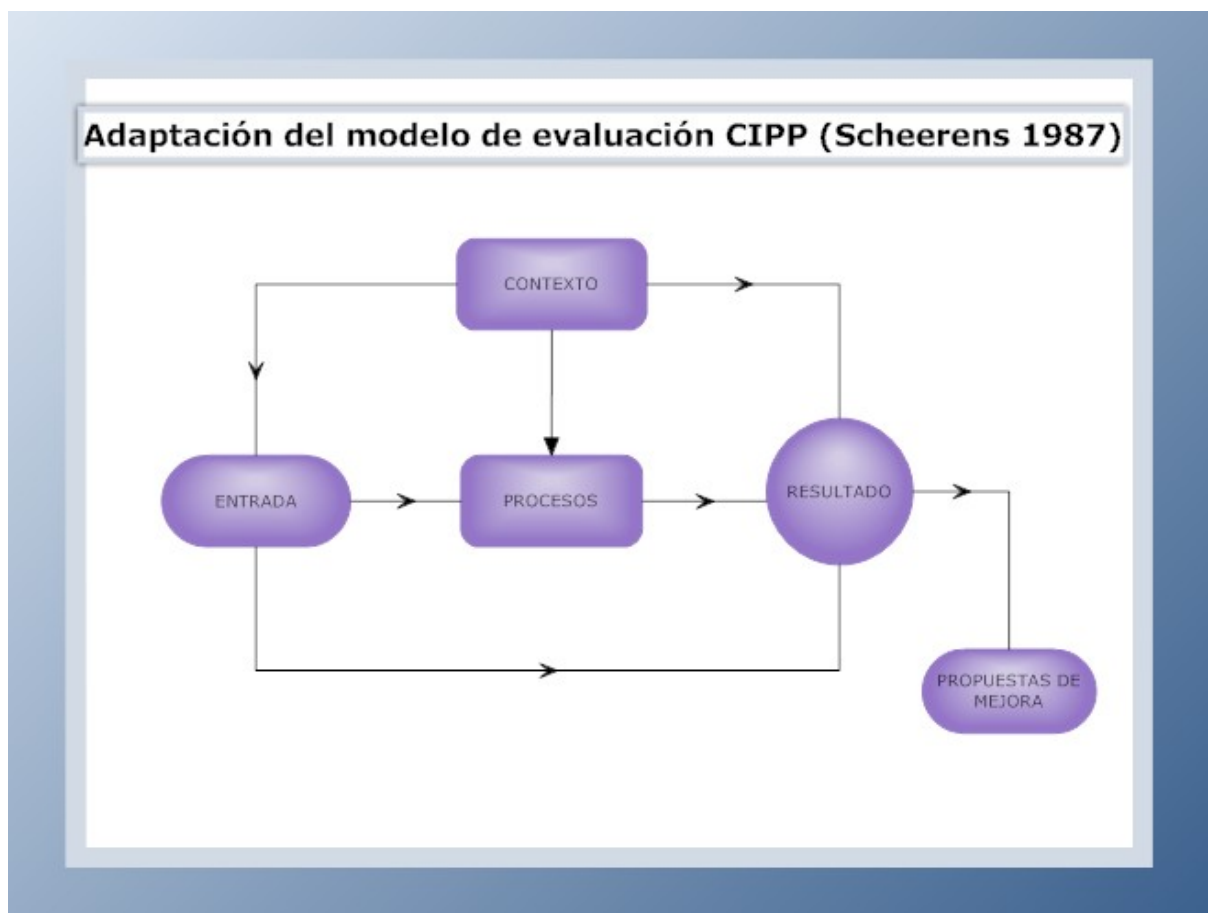 Adaptación del modelo de evaluación CIPP (Scheerens 1987)
CONTEXTO
ENTRADA
PROCESOS
RESULTADO
PROPUESTAS DE
MEJORA